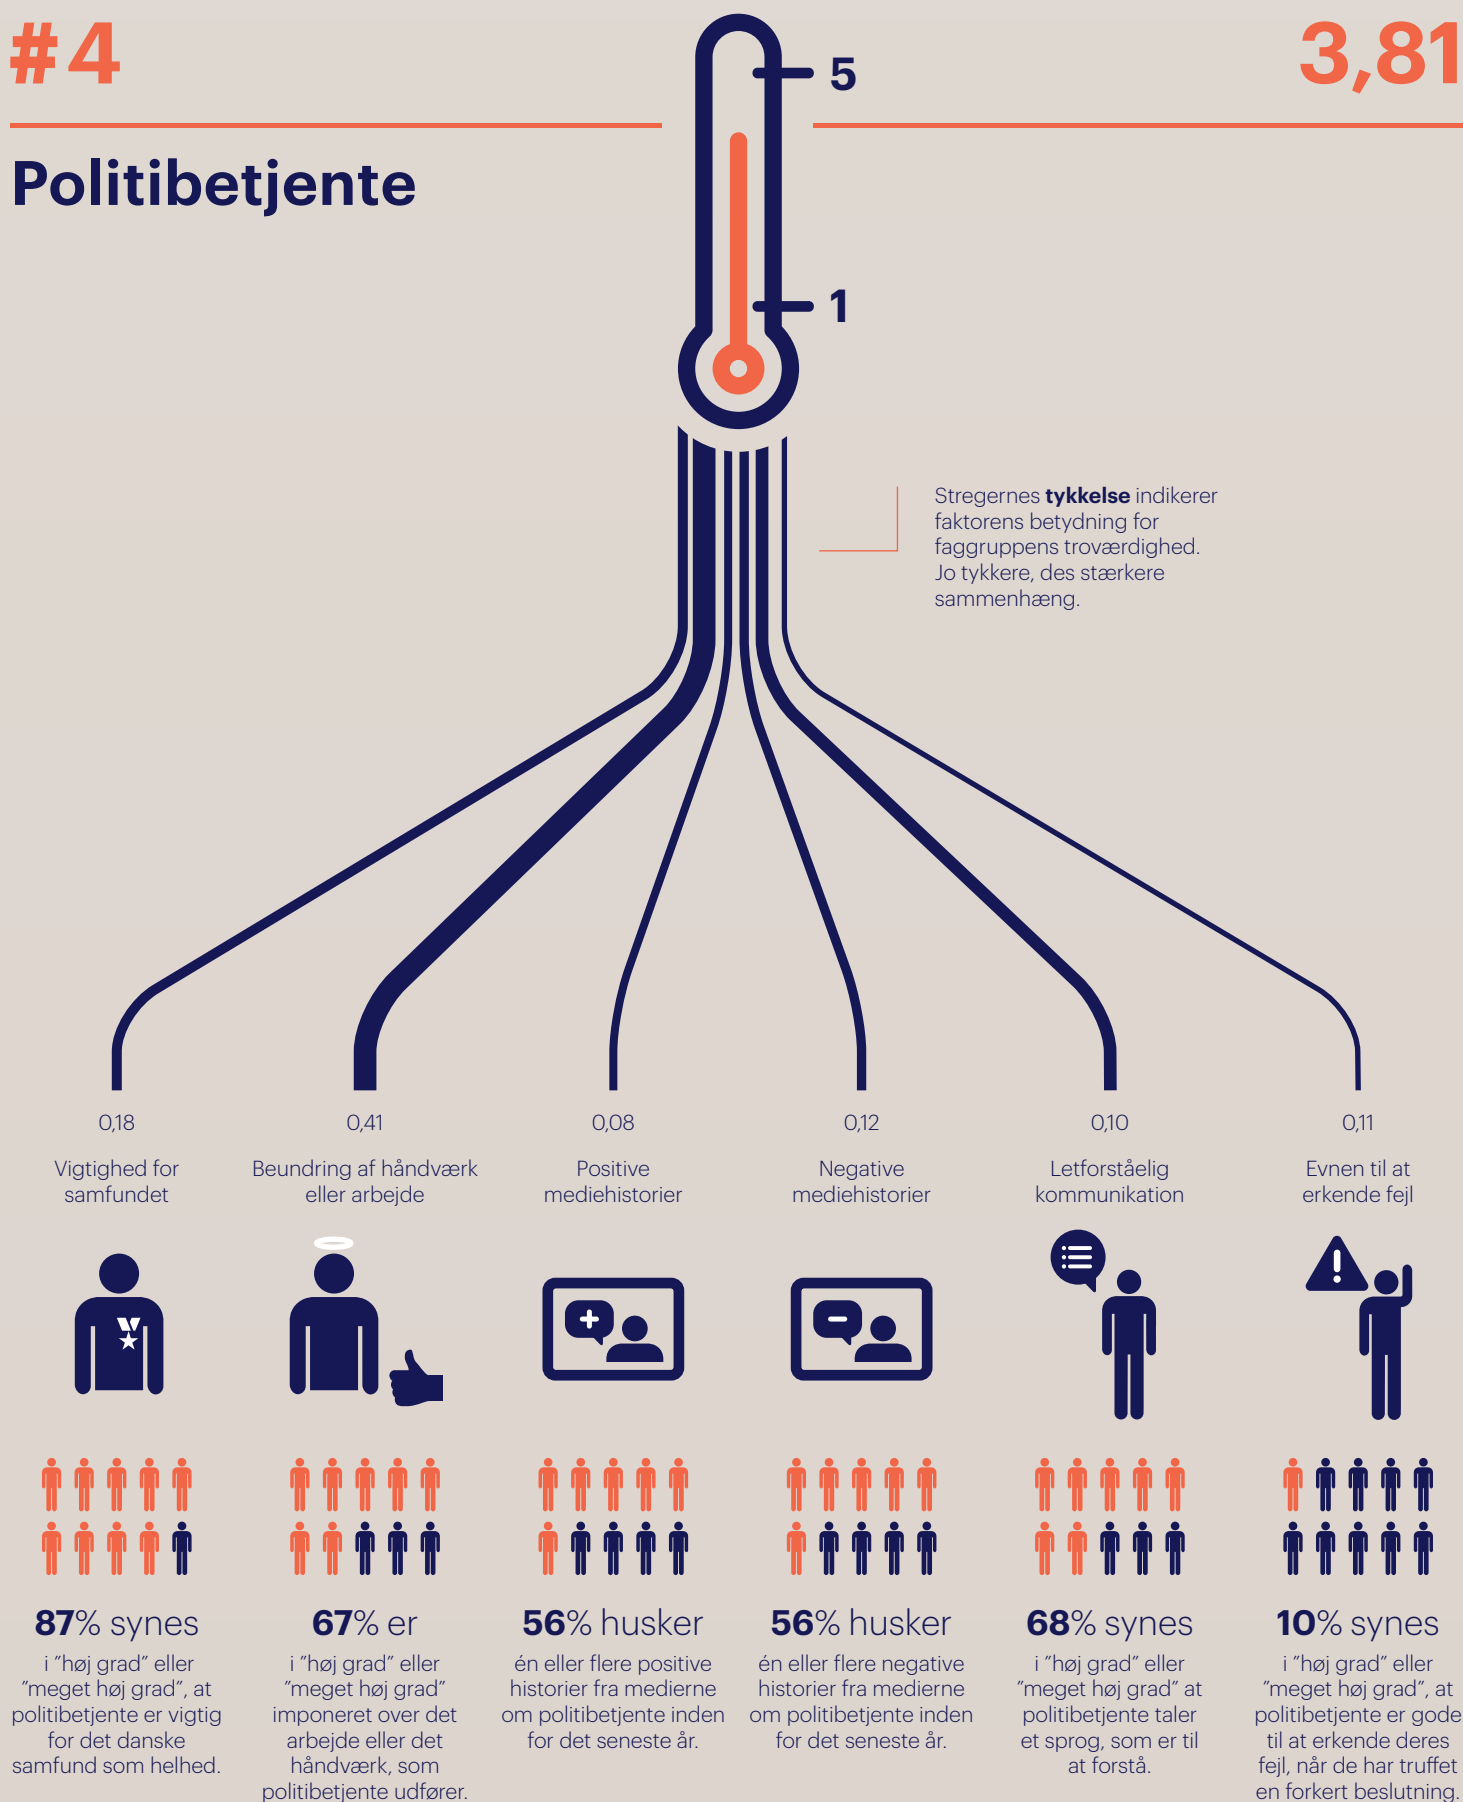 #4
3,81
Politibetjente
5
1
Stregernes tykkelse indikerer
faktorens betydning for
faggruppens troværdighed.
Jo tykkere, des stærkere
sammenhæng.
0,18
Vigtighed for
samfundet
0,41
Beundring af håndværk
eller arbejde
0,08
Positive
mediehistorier
0,12
Negative
mediehistorier
0,10
Letforståelig
kommunikation
0,11
Evnen til at
erkende fejl
87% synes
i ”høj grad” eller
”meget høj grad”, at
politibetjente er vigtig
for det danske
samfund som helhed.
67% er
i ”høj grad” eller
”meget høj grad”
imponeret over det
arbejde eller det
håndværk, som
politibetjente udfører.
56% husker
én eller flere positive
historier fra medierne
om politibetjente inden
for det seneste år.
56% husker
én eller flere negative
historier fra medierne
om politibetjente inden
for det seneste år.
68% synes
i ”høj grad” eller
”meget høj grad” at
politibetjente taler
et sprog, som er til
at forstå.
10% synes
i ”høj grad” eller
”meget høj grad”, at
politibetjente er gode
til at erkende deres
fejl, når de har truffet
en forkert beslutning.